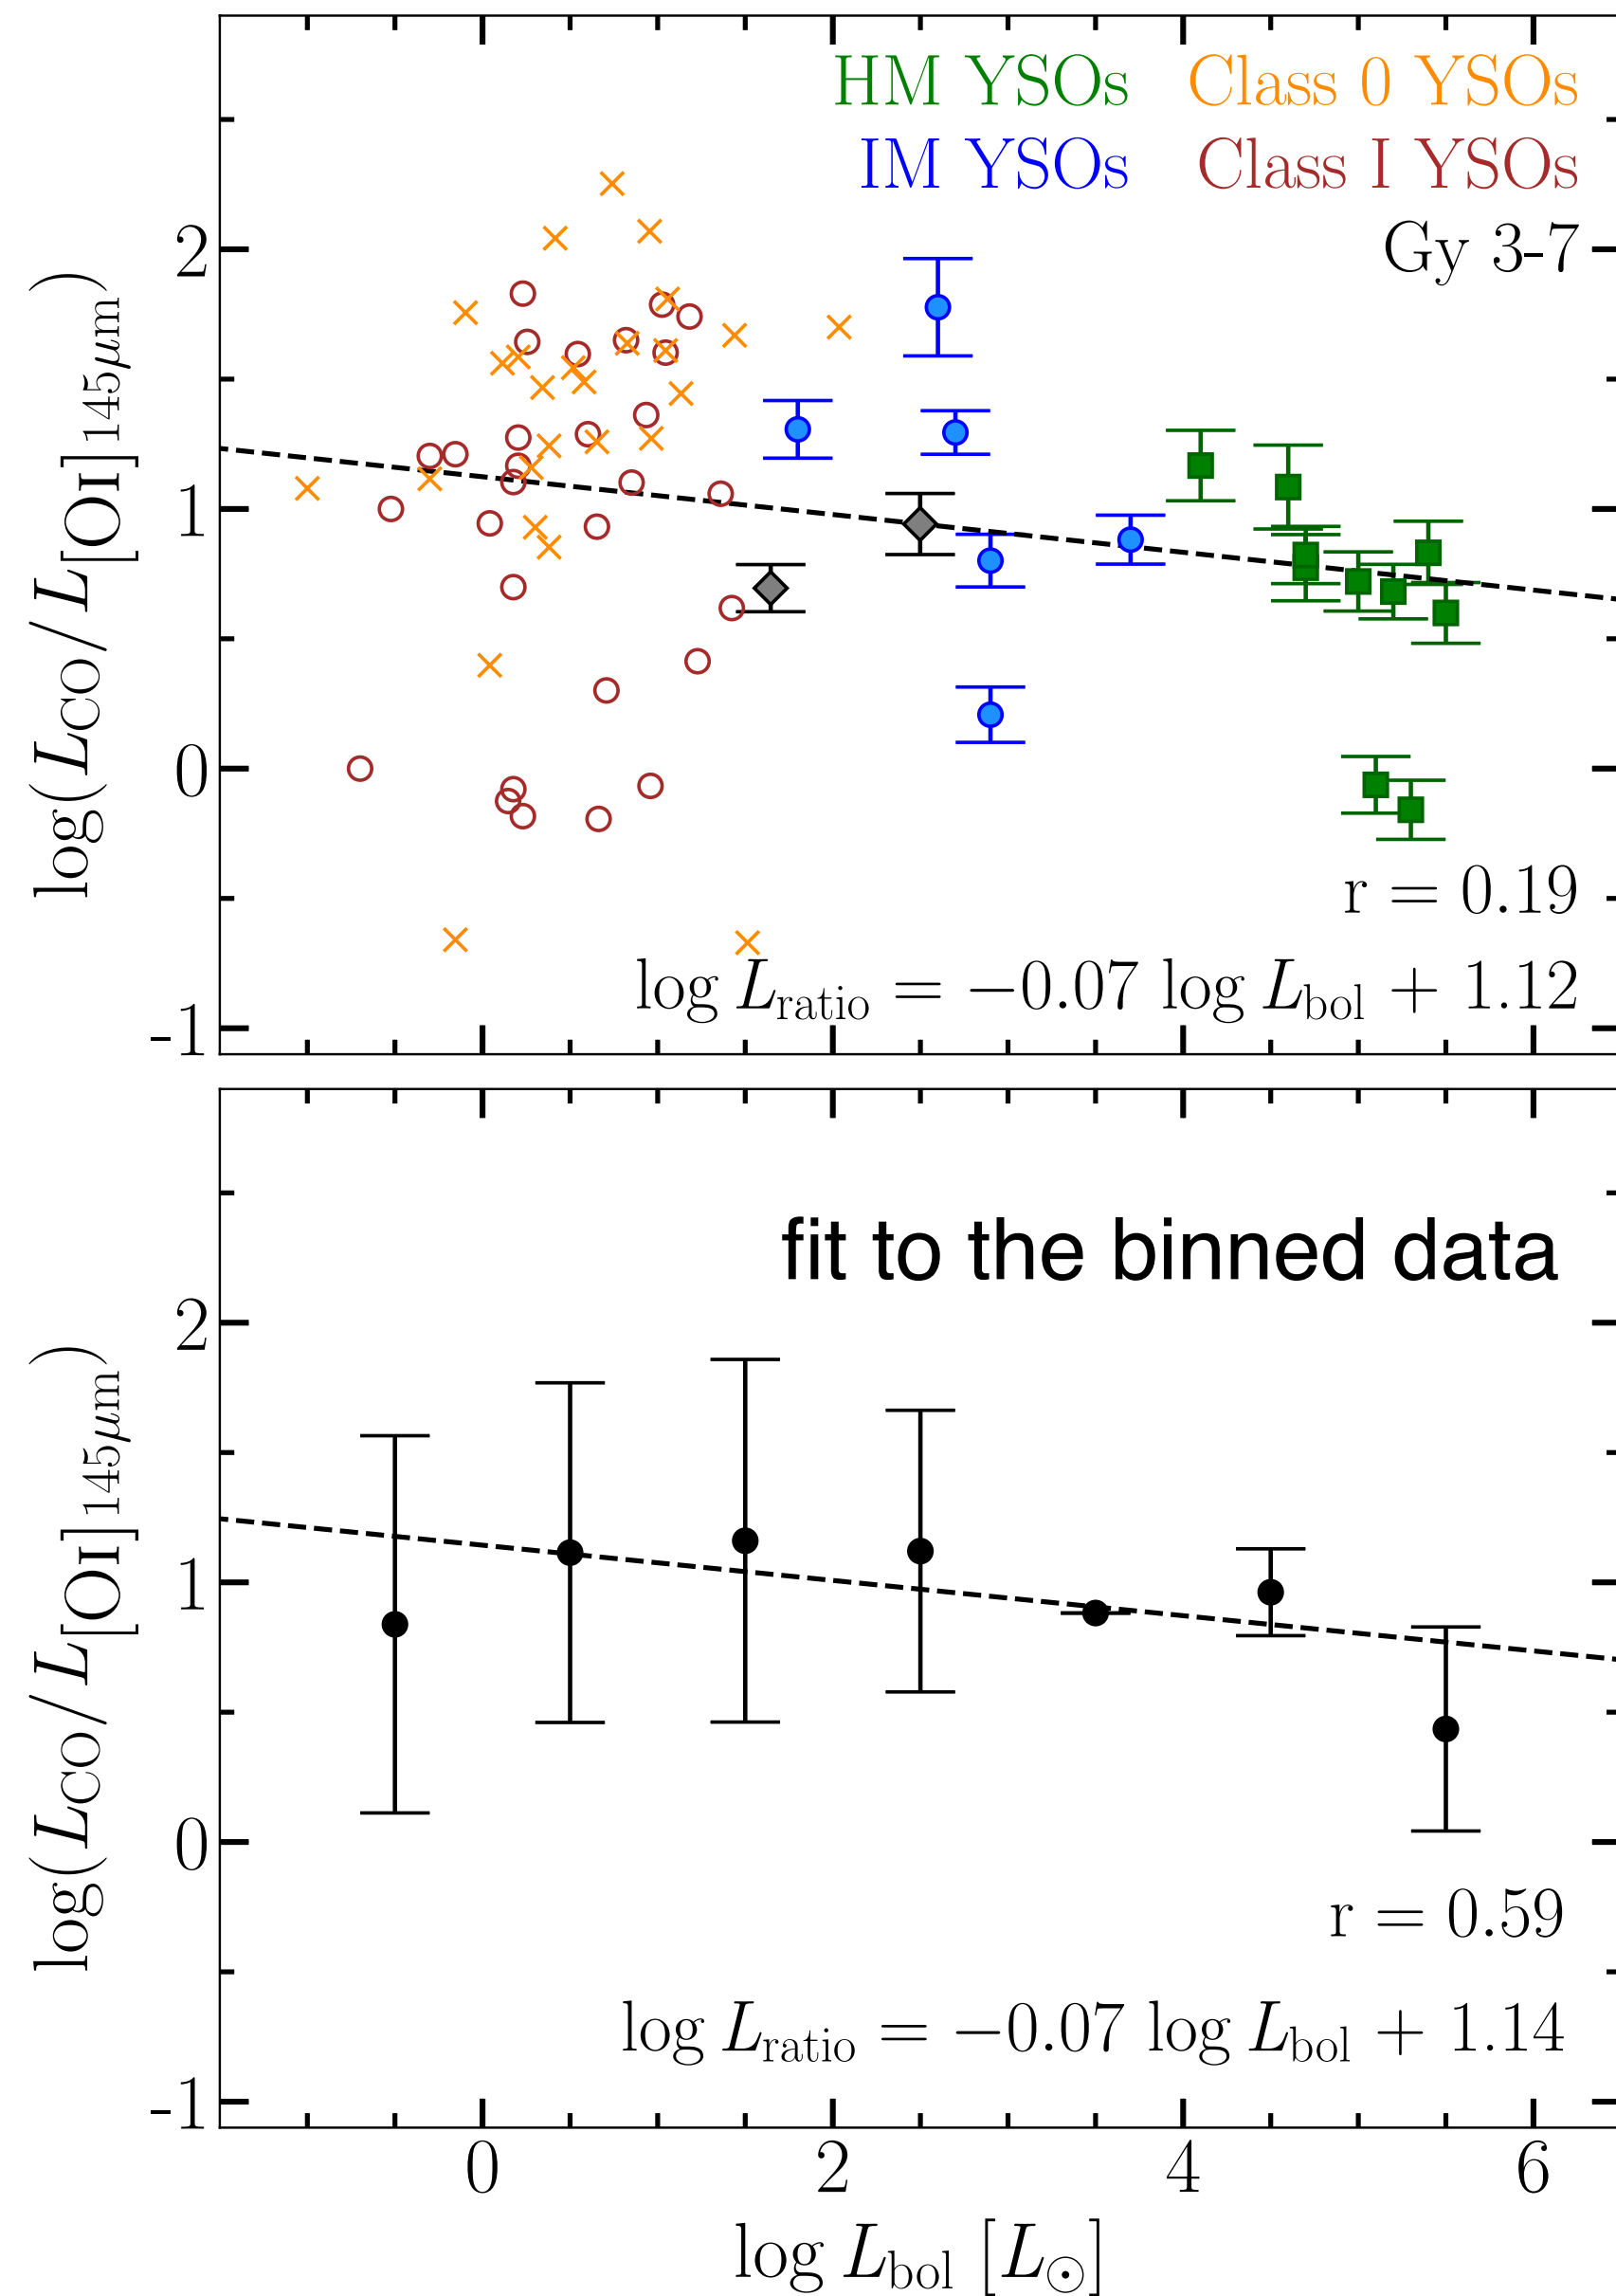 HM YSOs Class 0 YSOs
IM YSOs Class I YSOs
Gy 3-7
2
1
0
-1
log(L_CO/L_[OI]145μm)
r = 0.19
log L_ratio = −0.07 log L_bol + 1.12
fit to the binned data
2
1
0
-1
log(L_CO/L_[OI]145μm)
r = 0.59
log L_ratio = −0.07 log L_bol + 1.14
0 2 4 6
log L_bol [L_⊙]